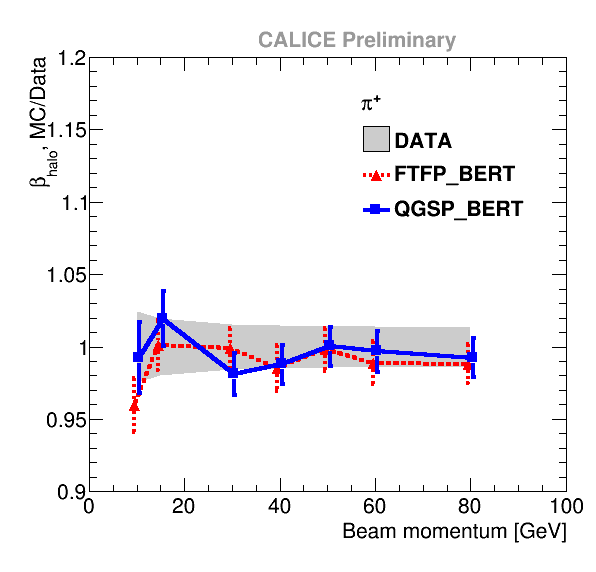 CALICE Preliminary
β_halo, MC/Data
1.2
1.15
1.1
1.05
1
0.95
0.9
π+
DATA
FTFP_BERT
QGSP_BERT
0 20 40 60 80 100
Beam momentum [GeV]